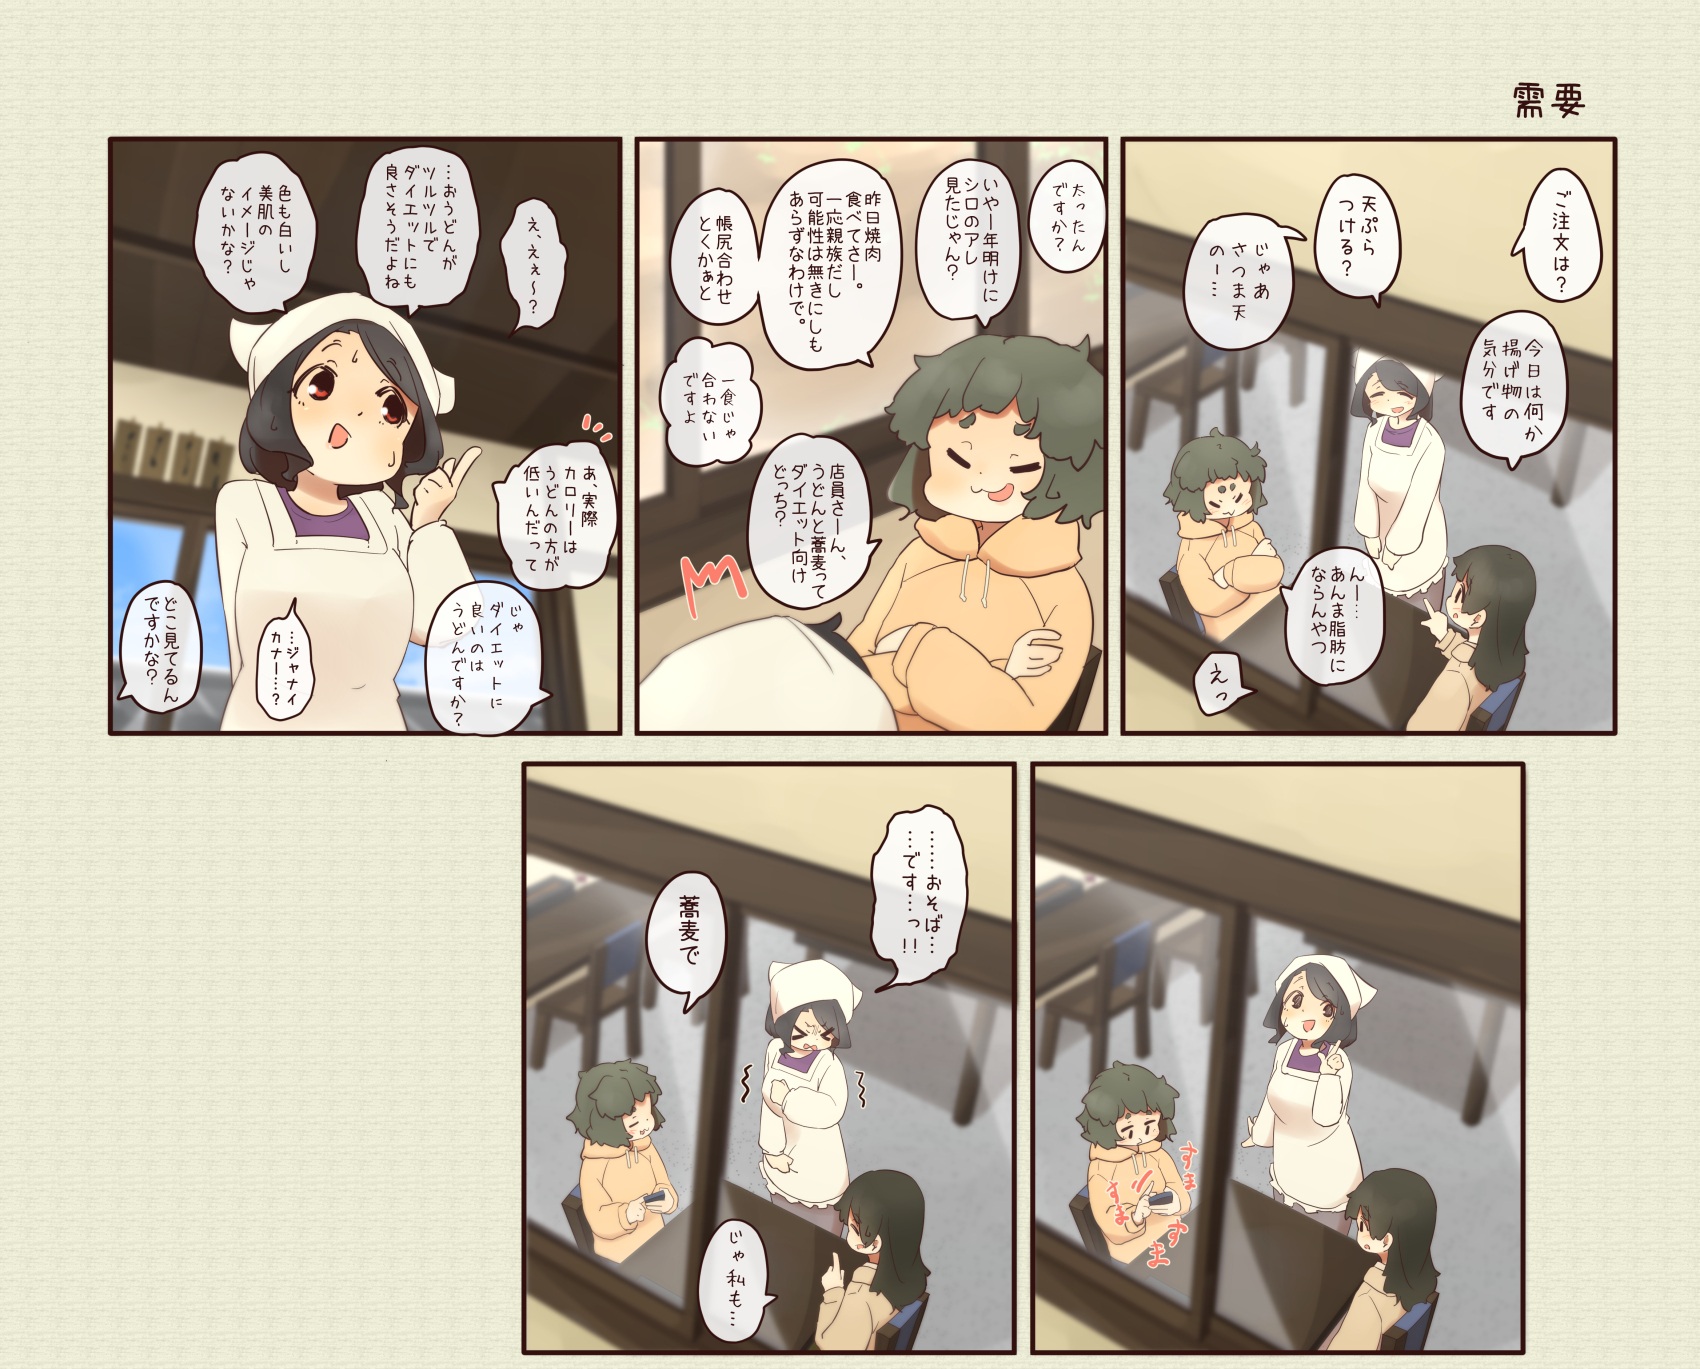 需要
ご注文は?
今日は何か
揚げ物の
気分です
天ぷら
つける?
じゃあ
さつま天
のー…
んー…
あんま脂肪に
ならんやつ
えっ
たったん
ですか?
いやー年明けに
シロのアレ
見たじゃん?
昨日焼肉
食べてさー。
一応親族だし
可能性は無きにしも
あらずなわけで。
帳尻合わせ
とくかぁと
一食じゃ
合わない
ですよ
店員さーん、
うどんと蕎麦って
ダイエット向け
どっち?
え、えぇ〜?
…おうどんが
ツルツルで
ダイエットにも
良さそうだよね
色も白いし
美肌の
イメージじゃ
ないかな?
あ、実際
カロリーは
うどんの方が
低いんだって
じゃ
ダイエットに
良いのは
うどんですか?
…ジャナイ
カナー…?
どこ見てるん
ですかな?
すま
すま
すま
……おそば…
…です…っ!!
蕎麦で
じゃ私も…